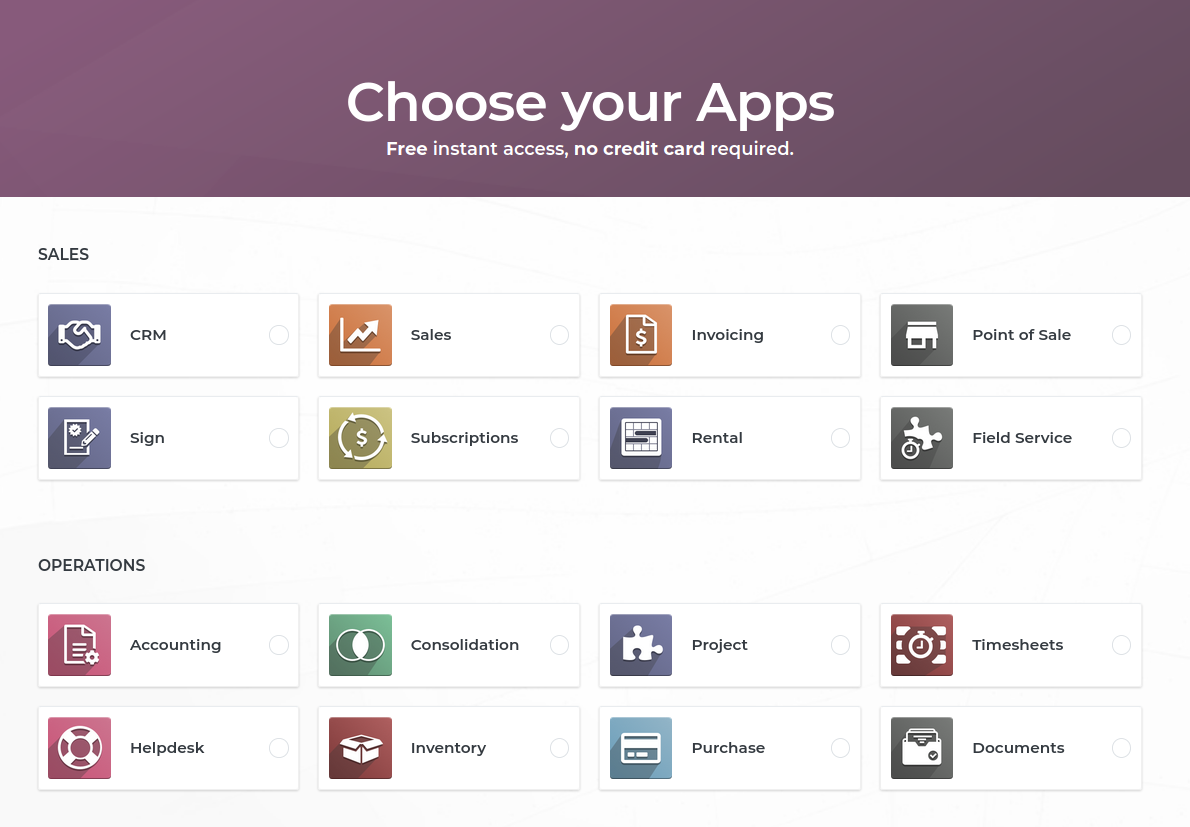 Choose your Apps
Free instant access, no credit card required.
SALES
CRM
Sales
Invoicing
Point of Sale
Sign
Subscriptions
Rental
Field Service
OPERATIONS
Accounting
Consolidation
Project
Timesheets
Helpdesk
Inventory
Purchase
Documents